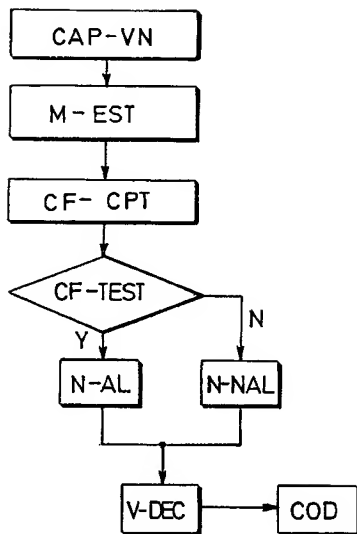 CAP-VN
M-EST
CF-CPT
CF-TEST
Y
N
N-AL
N-NAL
V-DEC
COD